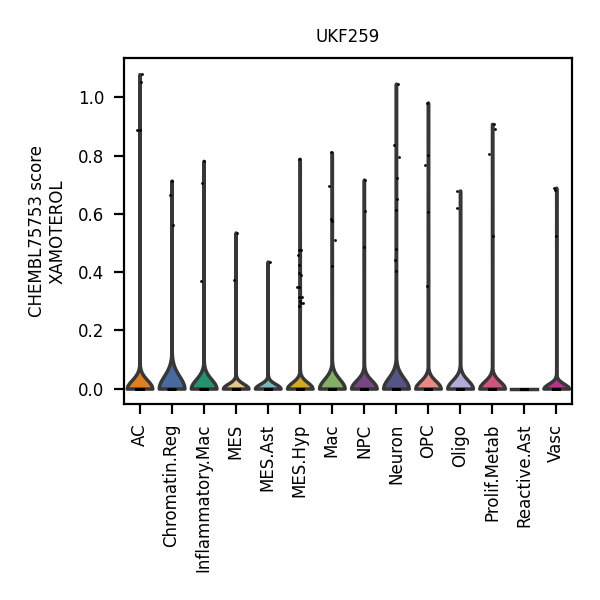 UKF259
CHEMBL75753 score
XAMOTEROL
1.0
0.8
0.6
0.4
0.2
0.0
AC
Chromatin.Reg
Inflammatory.Mac
MES
MES.Ast
MES.Hyp
Mac
NPC
Neuron
OPC
Oligo
Prolif.Metab
Reactive.Ast
Vasc